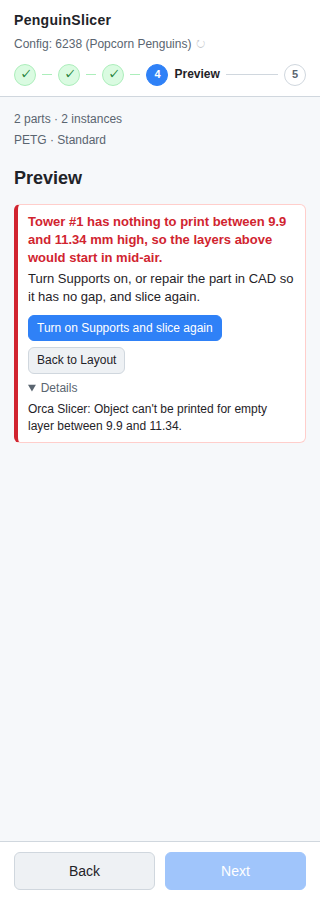 PenguinSlicer
Config: 6238 (Popcorn Penguins) ↻
✓ ✓ ✓ 4 Preview 5
2 parts · 2 instances
PETG · Standard
Preview
Tower #1 has nothing to print between 9.9
and 11.34 mm high, so the layers above
would start in mid-air.
Turn Supports on, or repair the part in CAD so
it has no gap, and slice again.
Turn on Supports and slice again
Back to Layout
▼ Details
Orca Slicer: Object can't be printed for empty
layer between 9.9 and 11.34.
Back Next